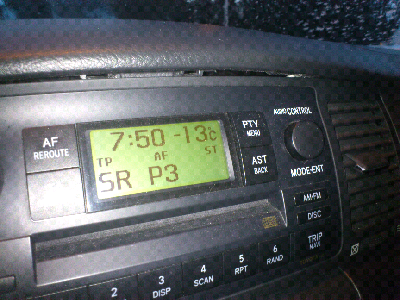 AF
REROUTE
7:50 -13°C
TP AF ST
SR P3
PTY
MENU
AST
BACK
AUDIO CONTROL
MODE-ENT
AM•FM
DISC
TRIP
NAVI
2
3
DISP
4
SCAN
5
RPT
6
RAND